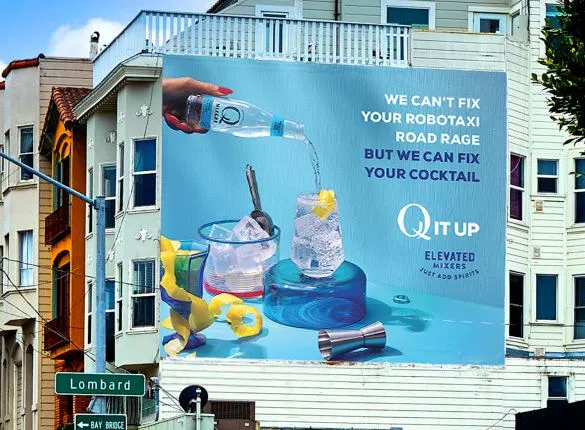 WE CAN'T FIX
YOUR ROBOTAXI
ROAD RAGE
BUT WE CAN FIX
YOUR COCKTAIL
Q IT UP
ELEVATED
MIXERS
JUST ADD SPIRITS
Q
Lombard
← BAY BRIDGE